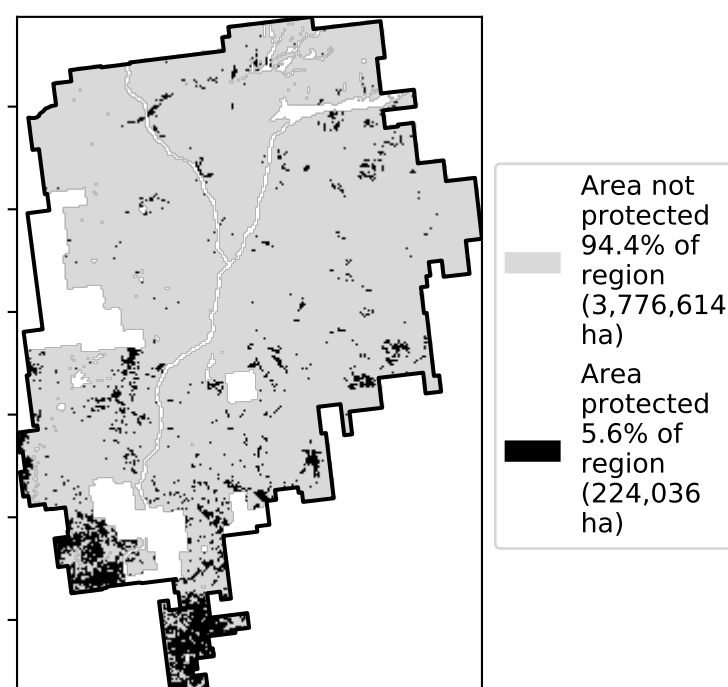 Area not
protected
94.4% of
region
(3,776,614
ha)
Area
protected
5.6% of
region
(224,036
ha)